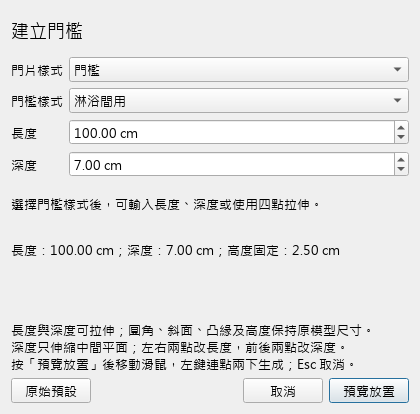 建立門檻
門片樣式 門檻
門檻樣式 淋浴間用
長度 100.00 cm
深度 7.00 cm
選擇門檻樣式後，可輸入長度、深度或使用四點拉伸。
長度：100.00 cm；深度：7.00 cm；高度固定：2.50 cm
長度與深度可拉伸；圓角、斜面、凸緣及高度保持原模型尺寸。
深度只伸縮中間平面；左右兩點改長度，前後兩點改深度。
按「預覽放置」後移動滑鼠，左鍵連點兩下生成；Esc 取消。
原始預設 取消 預覽放置